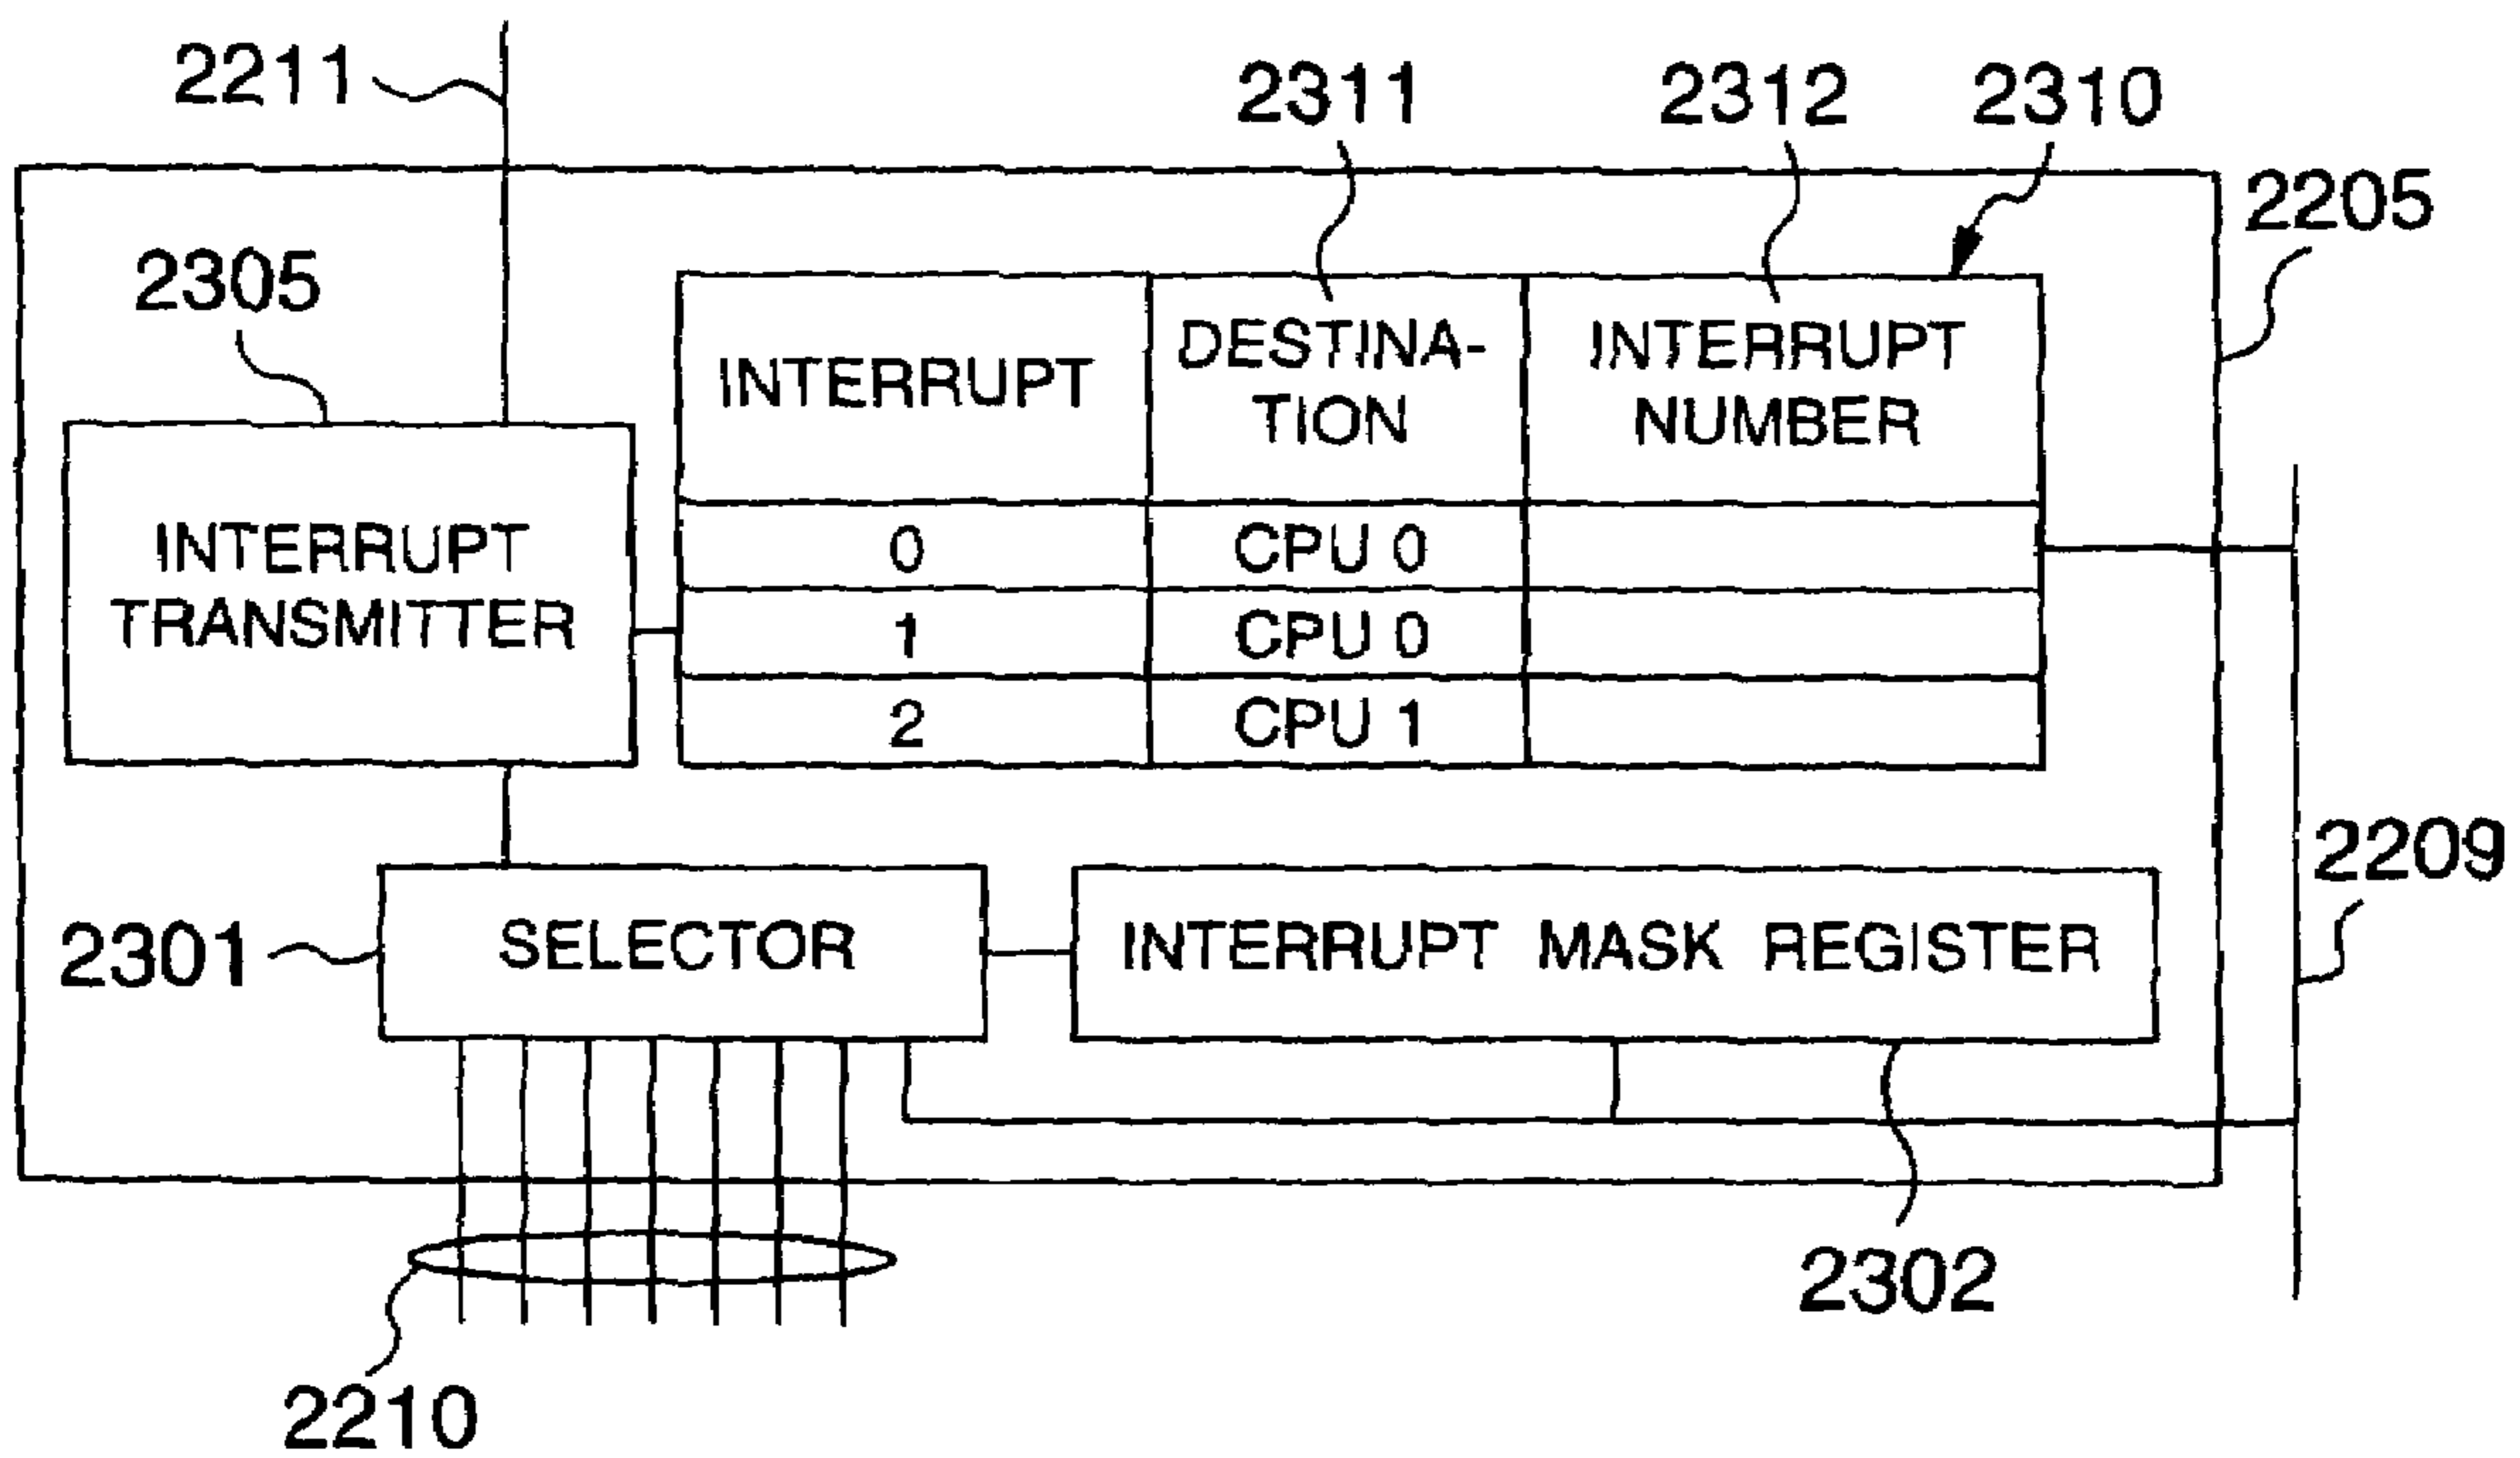 2211
2311
2312
2310
2205
2305
INTERRUPT
DESTINA-
TION
INTERRUPT
NUMBER
INTERRUPT
TRANSMITTER
0
CPU 0
1
CPU 0
2
CPU 1
2209
2301
SELECTOR
INTERRUPT MASK REGISTER
2302
2210